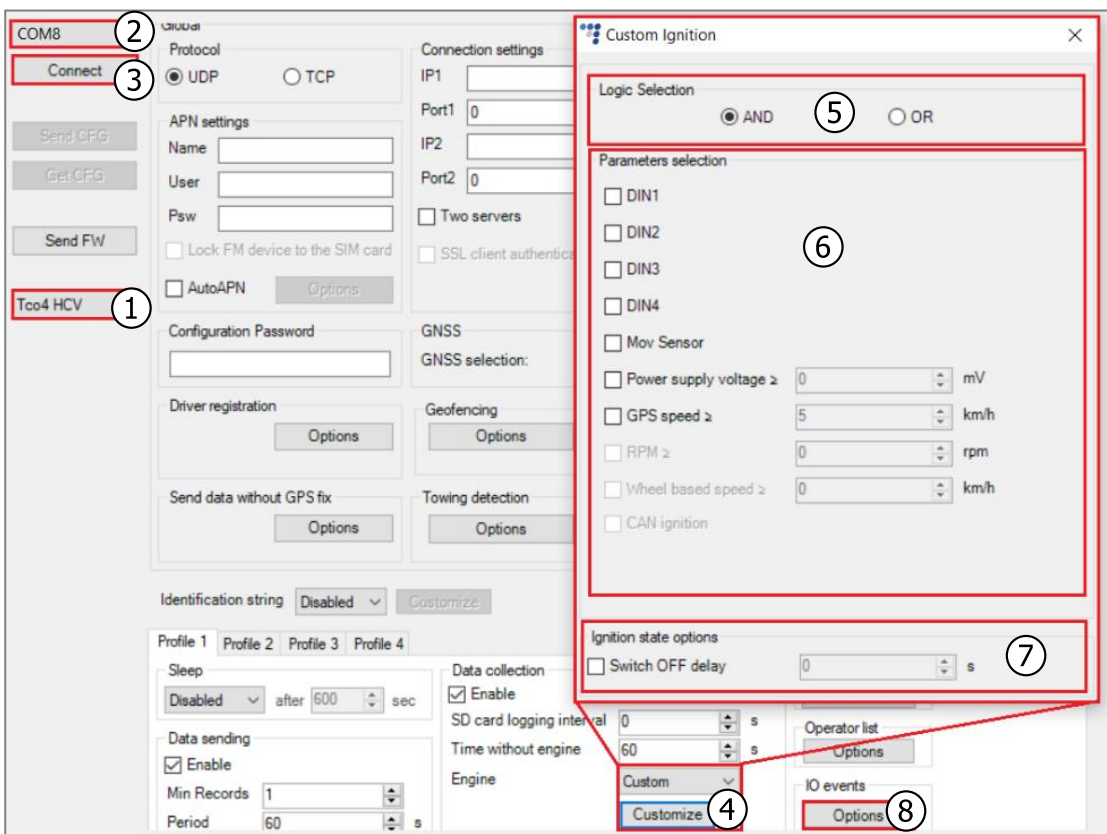 COM8
2
Connect
3
Send CFG
Get CFG
Send FW
Tco4 HCV
1
Global
Protocol
UDP
TCP
APN settings
Name
User
Psw
Lock FM device to the SIM card
AutoAPN
Options
Configuration Password
Driver registration
Options
Send data without GPS fix
Options
Connection settings
IP1
Port1 0
IP2
Port2 0
Two servers
SSL client authentica
GNSS
GNSS selection:
Geofencing
Options
Towing detection
Options
Custom Ignition
Logic Selection
AND
5
OR
Parameters selection
DIN1
DIN2
6
DIN3
DIN4
Mov Sensor
Power supply voltage ≥ 0 mV
GPS speed ≥ 5 km/h
RPM ≥ 0 rpm
Wheel based speed ≥ 0 km/h
CAN ignition
Ignition state options
7
Switch OFF delay 0 s
Identification string Disabled Customize
Profile 1 Profile 2 Profile 3 Profile 4
Sleep
Disabled after 600 sec
Data sending
Enable
Min Records 1
Period 60 s
Data collection
Enable
SD card logging interval 0 s
Time without engine 60 s
Engine Custom
Customize
4
Operator list
Options
IO events
Options
8